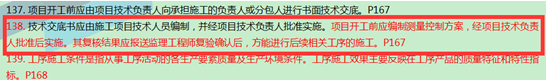 137. 项目开工前应由项目技术负责人向承担施工的负责人或分包人进行书面技术交底。P167
138. 技术交底书应由施工项目技术人员编制，并经项目技术负责人批准实施。项目开工前应编制测量控制方案，经项目技术负责人批准后实施。其复核结果应报送监理工程师复验确认后，方能进行后续相关工序的施工。P167
139. 工序施工条件是指从事工序活动的各生产要素质量及生产环境条件。工序施工效果主要反映在工序产品的质量特征和特性指标。P168